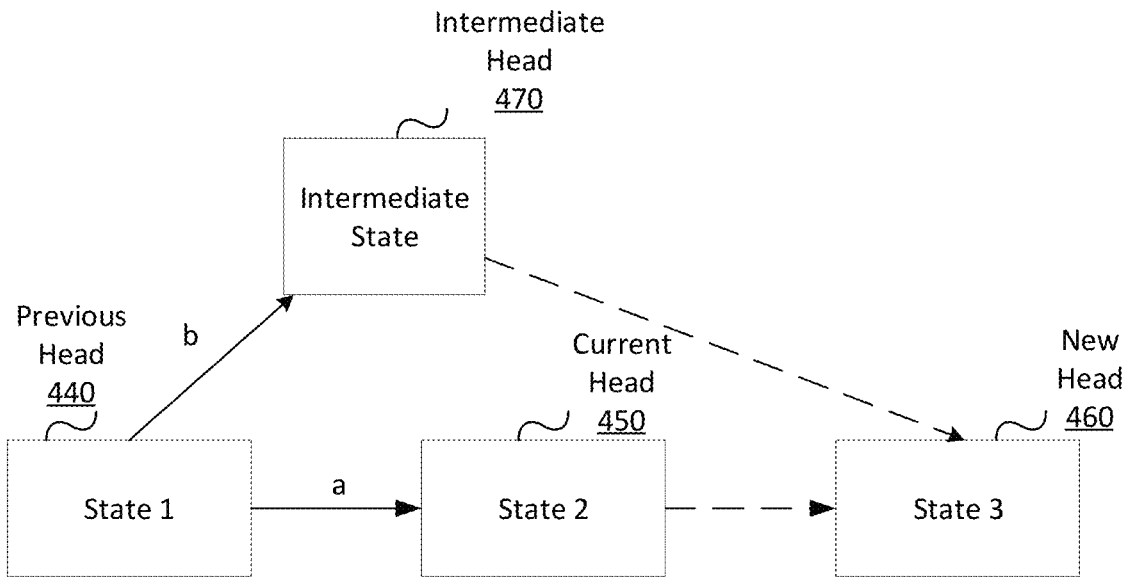 Intermediate
Head
470
Intermediate
State
Previous
Head
440
b
Current
Head
450
New
Head
460
State 1
a
State 2
State 3